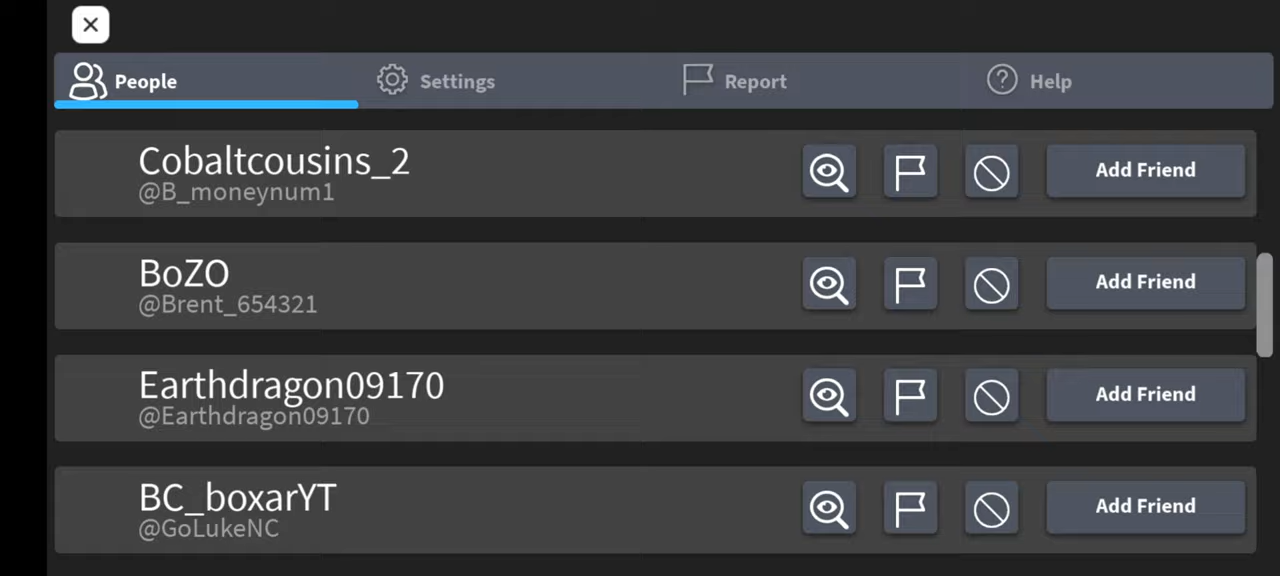 People
Settings
Report
Help
Cobaltcousins_2
@B_moneynum1
Add Friend
BoZO
@Brent_654321
Add Friend
Earthdragon09170
@Earthdragon09170
Add Friend
BC_boxarYT
@GoLukeNC
Add Friend